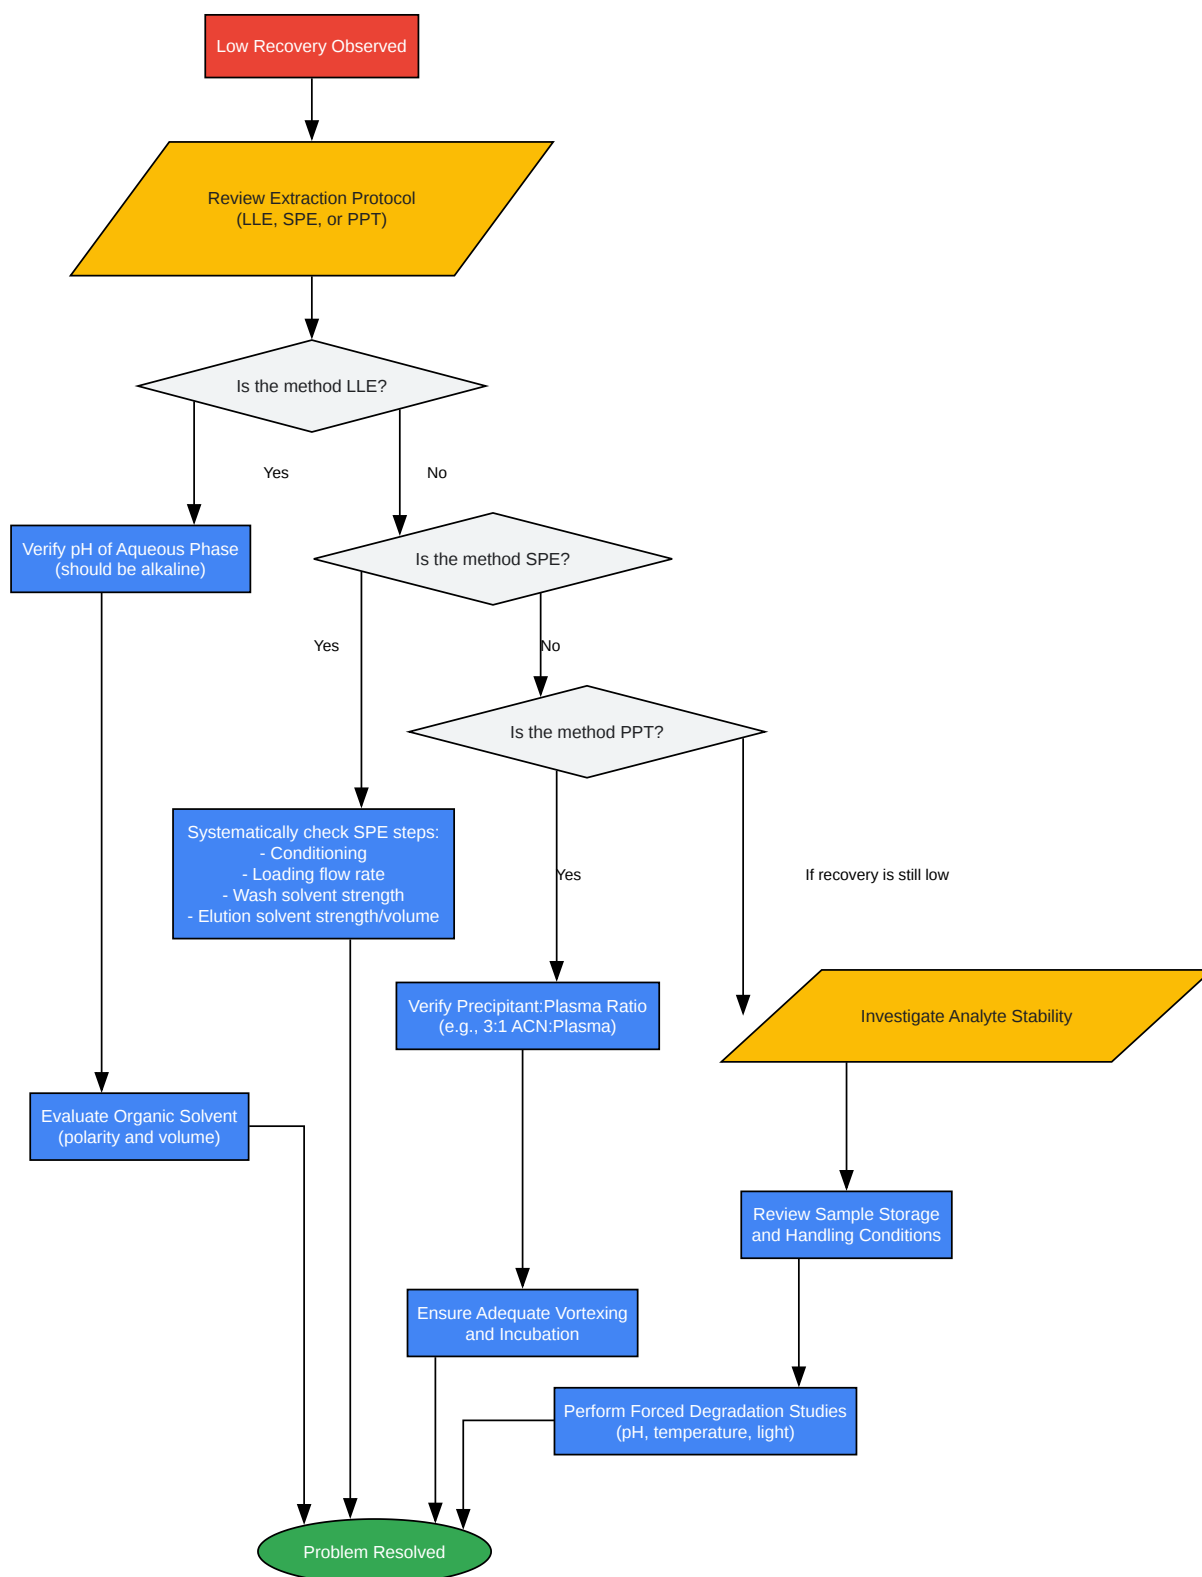 Low Recovery Observed
Review Extraction Protocol
(LLE, SPE, or PPT)
Is the method LLE?
Yes
No
Verify pH of Aqueous Phase
(should be alkaline)
Is the method SPE?
Yes
No
Is the method PPT?
Systematically check SPE steps:
- Conditioning
- Loading flow rate
- Wash solvent strength
- Elution solvent strength/volume
Yes
If recovery is still low
Verify Precipitant:Plasma Ratio
(e.g., 3:1 ACN:Plasma)
Investigate Analyte Stability
Evaluate Organic Solvent
(polarity and volume)
Review Sample Storage
and Handling Conditions
Ensure Adequate Vortexing
and Incubation
Perform Forced Degradation Studies
(pH, temperature, light)
Problem Resolved